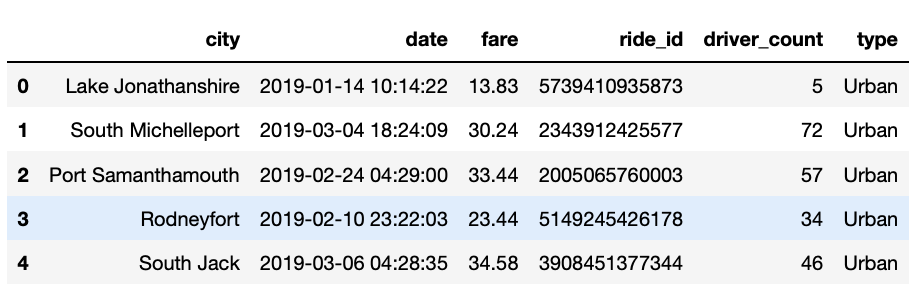 city date fare ride_id driver_count type
0 Lake Jonathanshire 2019-01-14 10:14:22 13.83 5739410935873 5 Urban
1 South Michelleport 2019-03-04 18:24:09 30.24 2343912425577 72 Urban
2 Port Samanthamouth 2019-02-24 04:29:00 33.44 2005065760003 57 Urban
3 Rodneyfort 2019-02-10 23:22:03 23.44 5149245426178 34 Urban
4 South Jack 2019-03-06 04:28:35 34.58 3908451377344 46 Urban